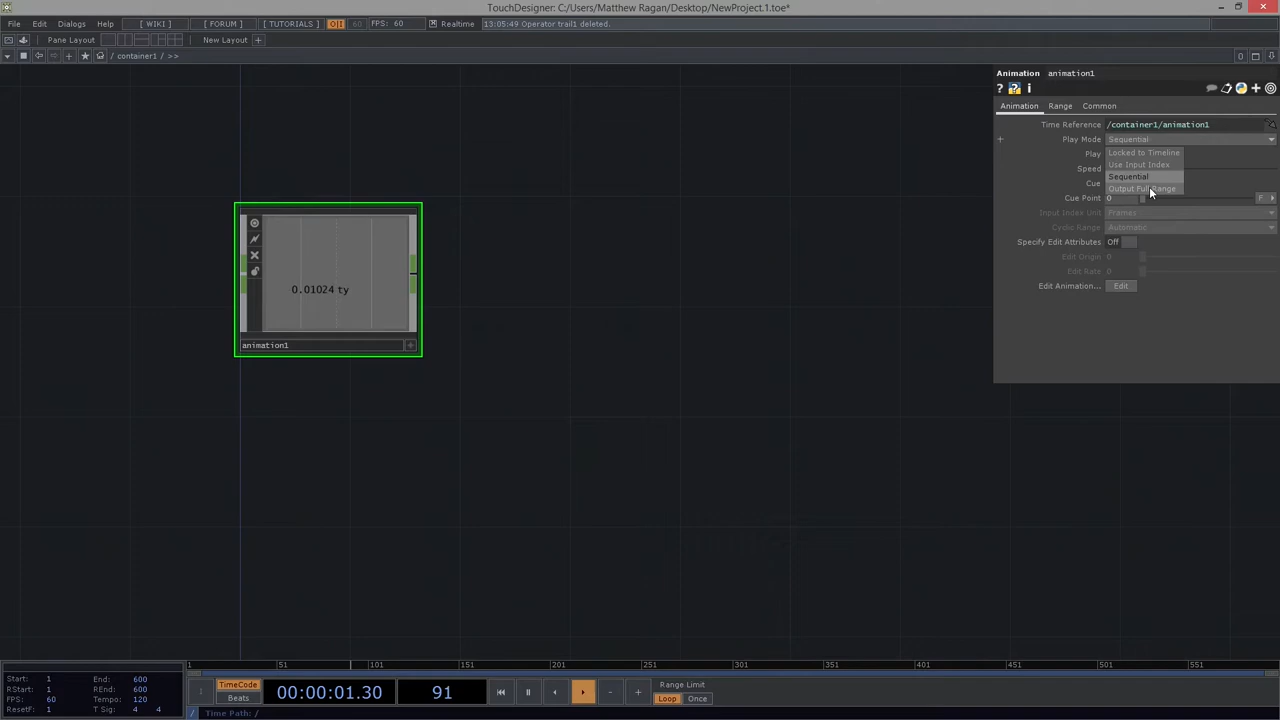 TouchDesigner: C:/Users/Matthew Ragan/Desktop/NewProject.1.toe*
File Edit Dialogs Help [ WIKI ] [ FORUM ] [ TUTORIALS ] O|I 60 FPS: 60 Realtime 13:05:49 Operator trail1 deleted.
Pane Layout New Layout +
/ container1 / >> 0
Animation animation1
? ? i
Animation Range Common
Time Reference /container1/animation1
Play Mode Sequential
Play Locked to Timeline
Use Input Index
Speed
Sequential
Cue
Output Full Range
Cue Point 0 F
Input Index Unit Frames
Cyclic Range Automatic
Specify Edit Attributes Off
Edit Origin 0
Edit Rate 0
Edit Animation... Edit
0.01024 ty
animation1
1 51 101 151 201 251 301 351 401 451 501 551
Start: 1 End: 600
RStart: 1 REnd: 600
FPS: 60 Tempo: 120
ResetF: 1 T Sig: 4 4
TimeCode
Beats
00:00:01.30 91
Range Limit
Loop Once
/ Time Path: /